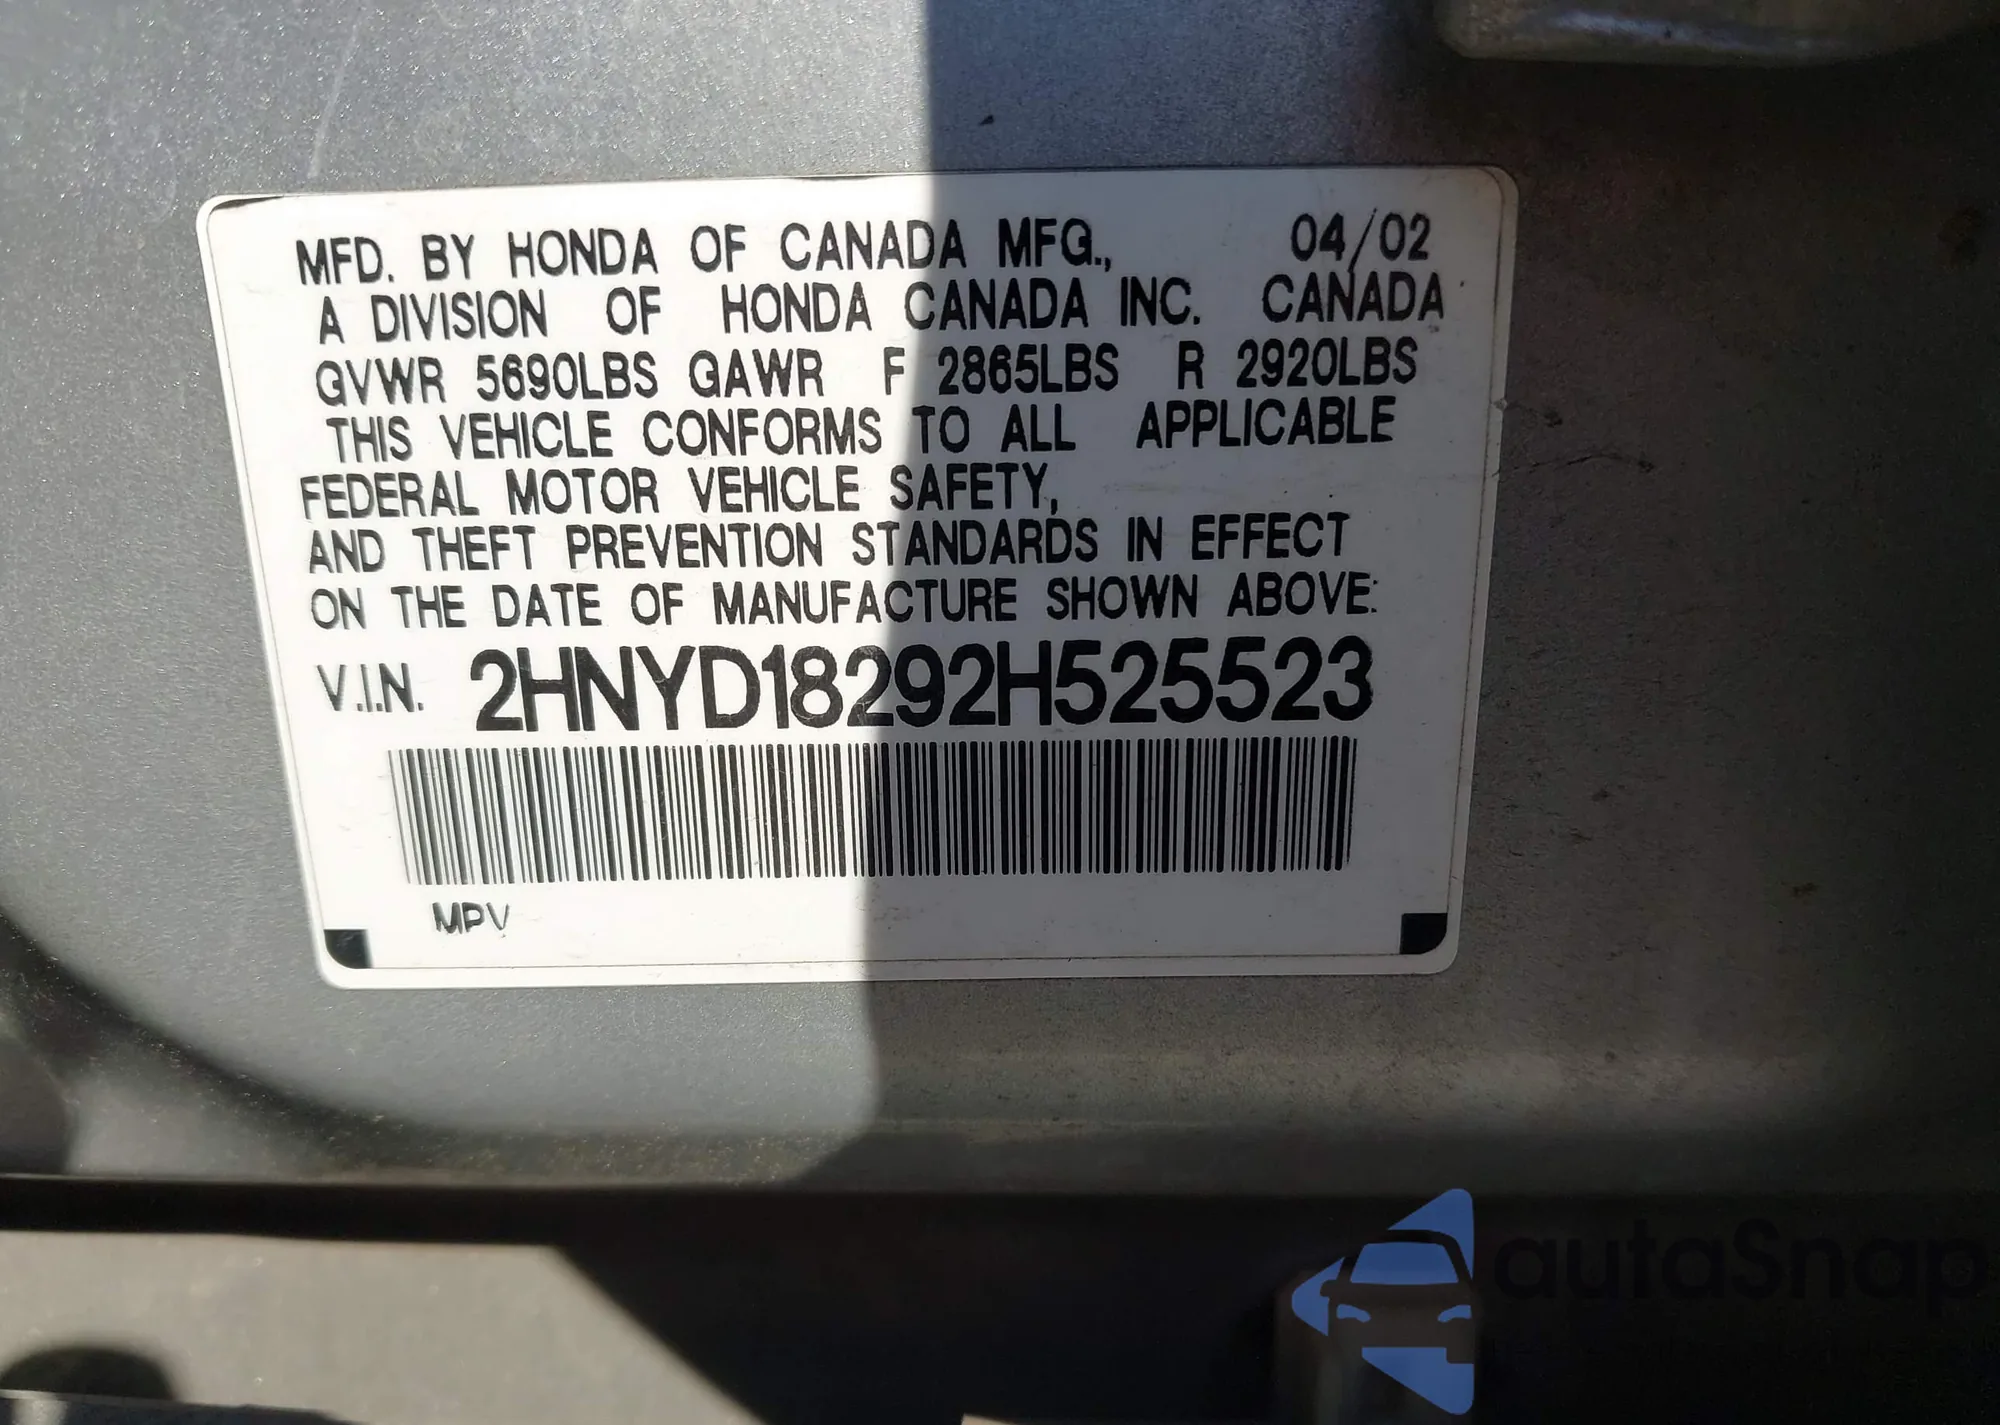 MFD. BY HONDA OF CANADA MFG., 04/02
A DIVISION OF HONDA CANADA INC. CANADA
GVWR 5690LBS GAWR F 2865LBS R 2920LBS
THIS VEHICLE CONFORMS TO ALL APPLICABLE
FEDERAL MOTOR VEHICLE SAFETY,
AND THEFT PREVENTION STANDARDS IN EFFECT
ON THE DATE OF MANUFACTURE SHOWN ABOVE:
V.I.N. 2HNYD18292H525523
MPV
autaSnap